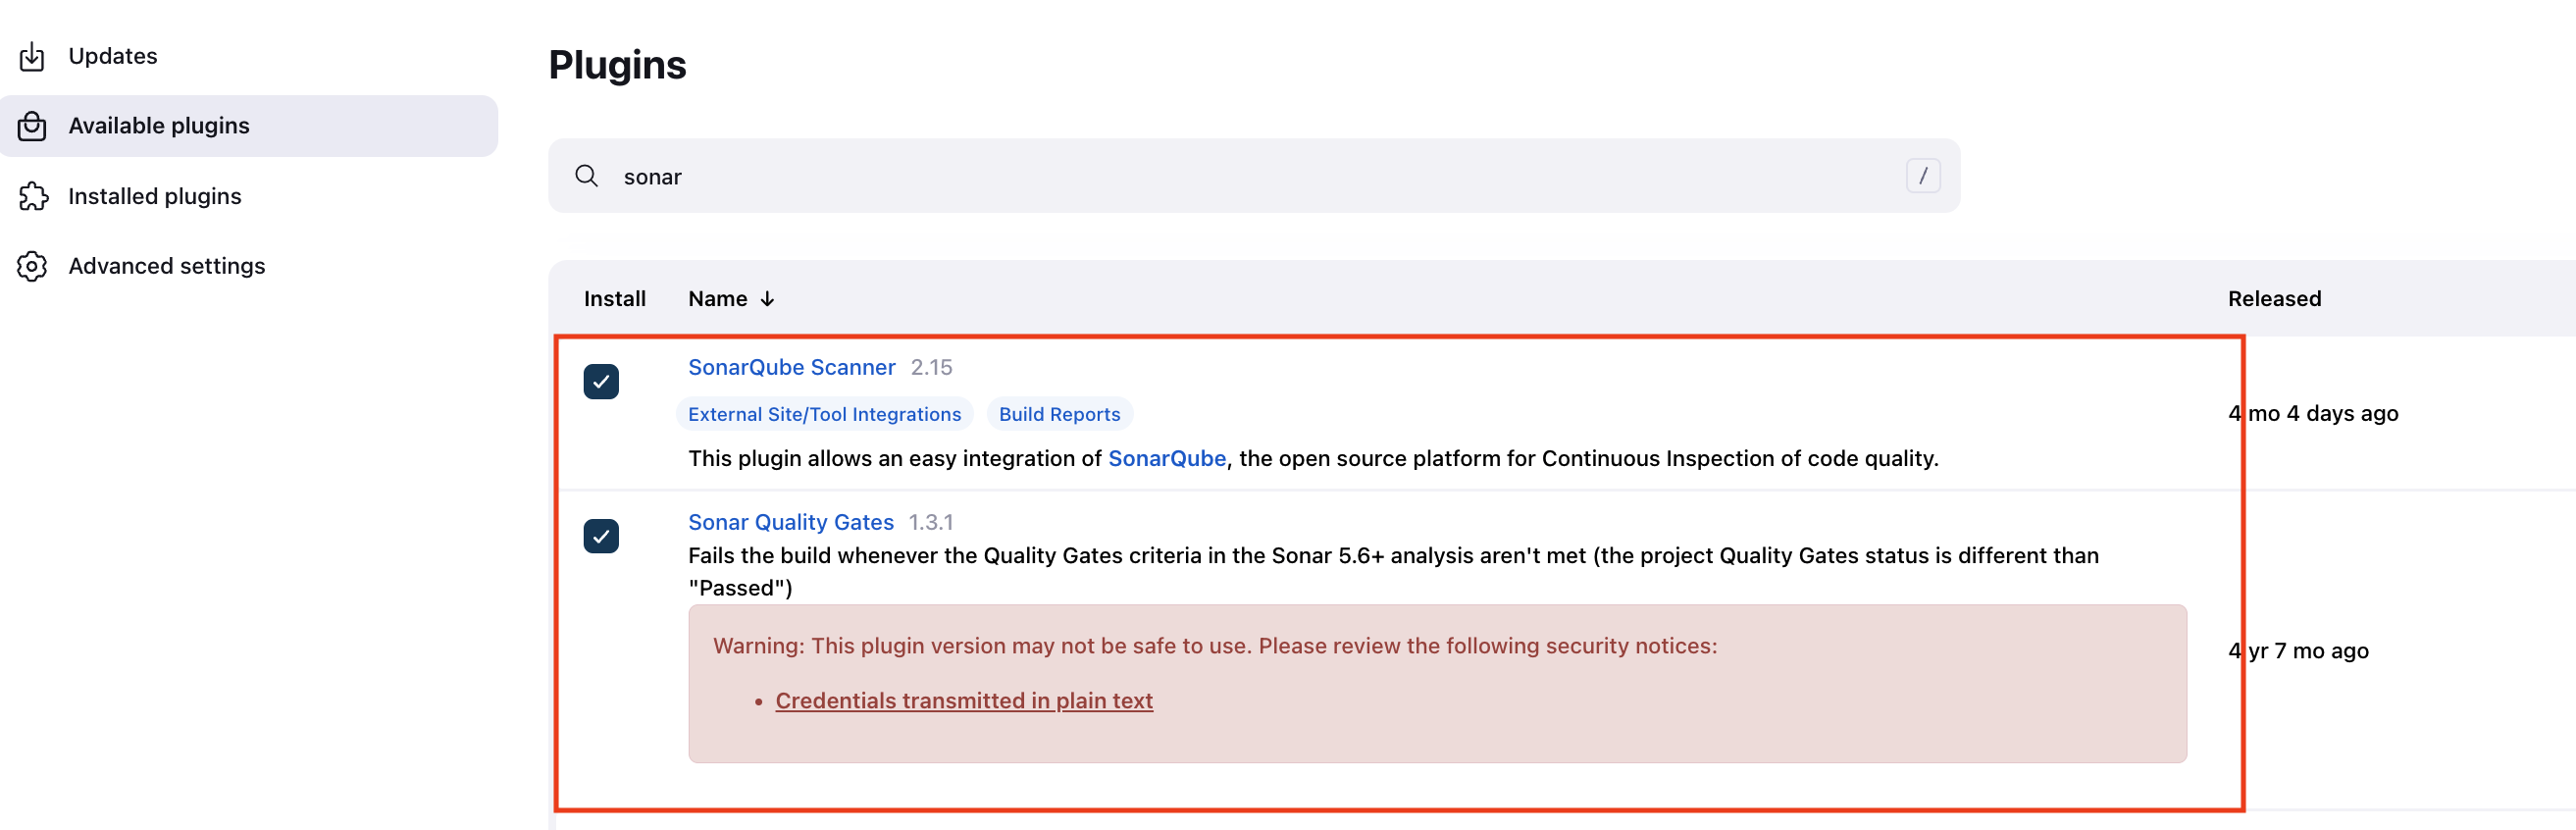 Updates
Available plugins
Installed plugins
Advanced settings
Plugins
sonar /
Install Name ↓ Released
SonarQube Scanner 2.15
External Site/Tool Integrations Build Reports
4 mo 4 days ago
This plugin allows an easy integration of SonarQube, the open source platform for Continuous Inspection of code quality.
Sonar Quality Gates 1.3.1
Fails the build whenever the Quality Gates criteria in the Sonar 5.6+ analysis aren't met (the project Quality Gates status is different than
"Passed")
Warning: This plugin version may not be safe to use. Please review the following security notices:
4 yr 7 mo ago
• Credentials transmitted in plain text